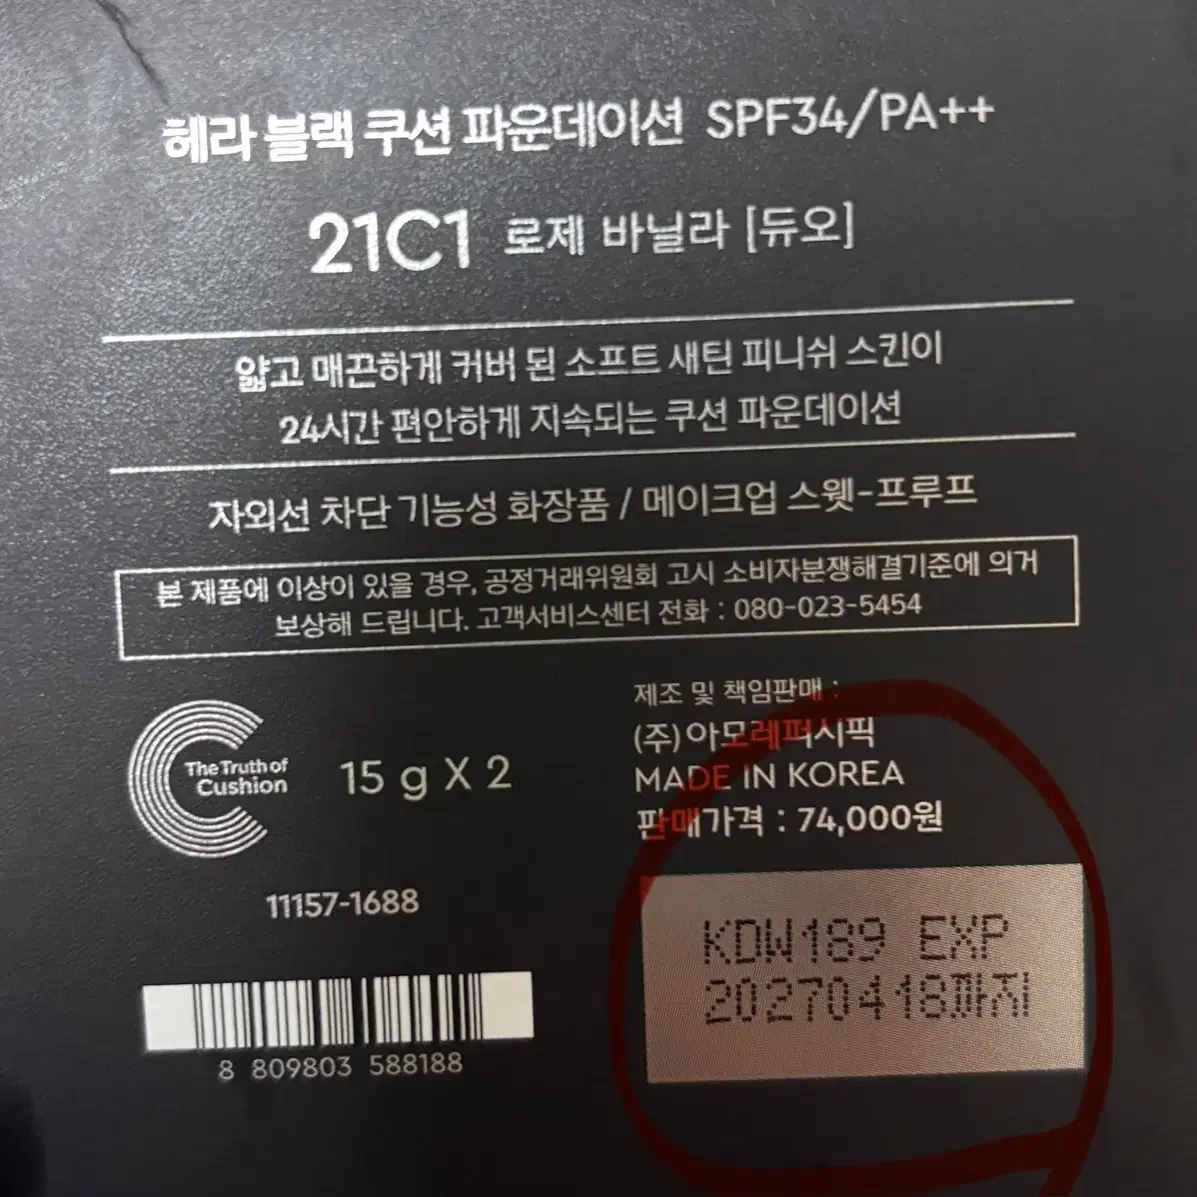 헤라 블랙 쿠션 파운데이션 SPF34/PA++
21C1 로제 바닐라 [듀오]
얇고 매끈하게 커버 된 소프트 새틴 피니쉬 스킨이
24시간 편안하게 지속되는 쿠션 파운데이션
자외선 차단 기능성 화장품 / 메이크업 스웻-프루프
본 제품에 이상이 있을 경우, 공정거래위원회 고시 소비자분쟁해결기준에 의거
보상해 드립니다. 고객서비스센터 전화 : 080-023-5454
The Truth of
Cushion
15 g X 2
11157-1688
8 809803 588188
제조 및 책임판매 :
(주)아모레퍼시픽
MADE IN KOREA
판매가격 : 74,000원
KDW189 EXP
20270418까지